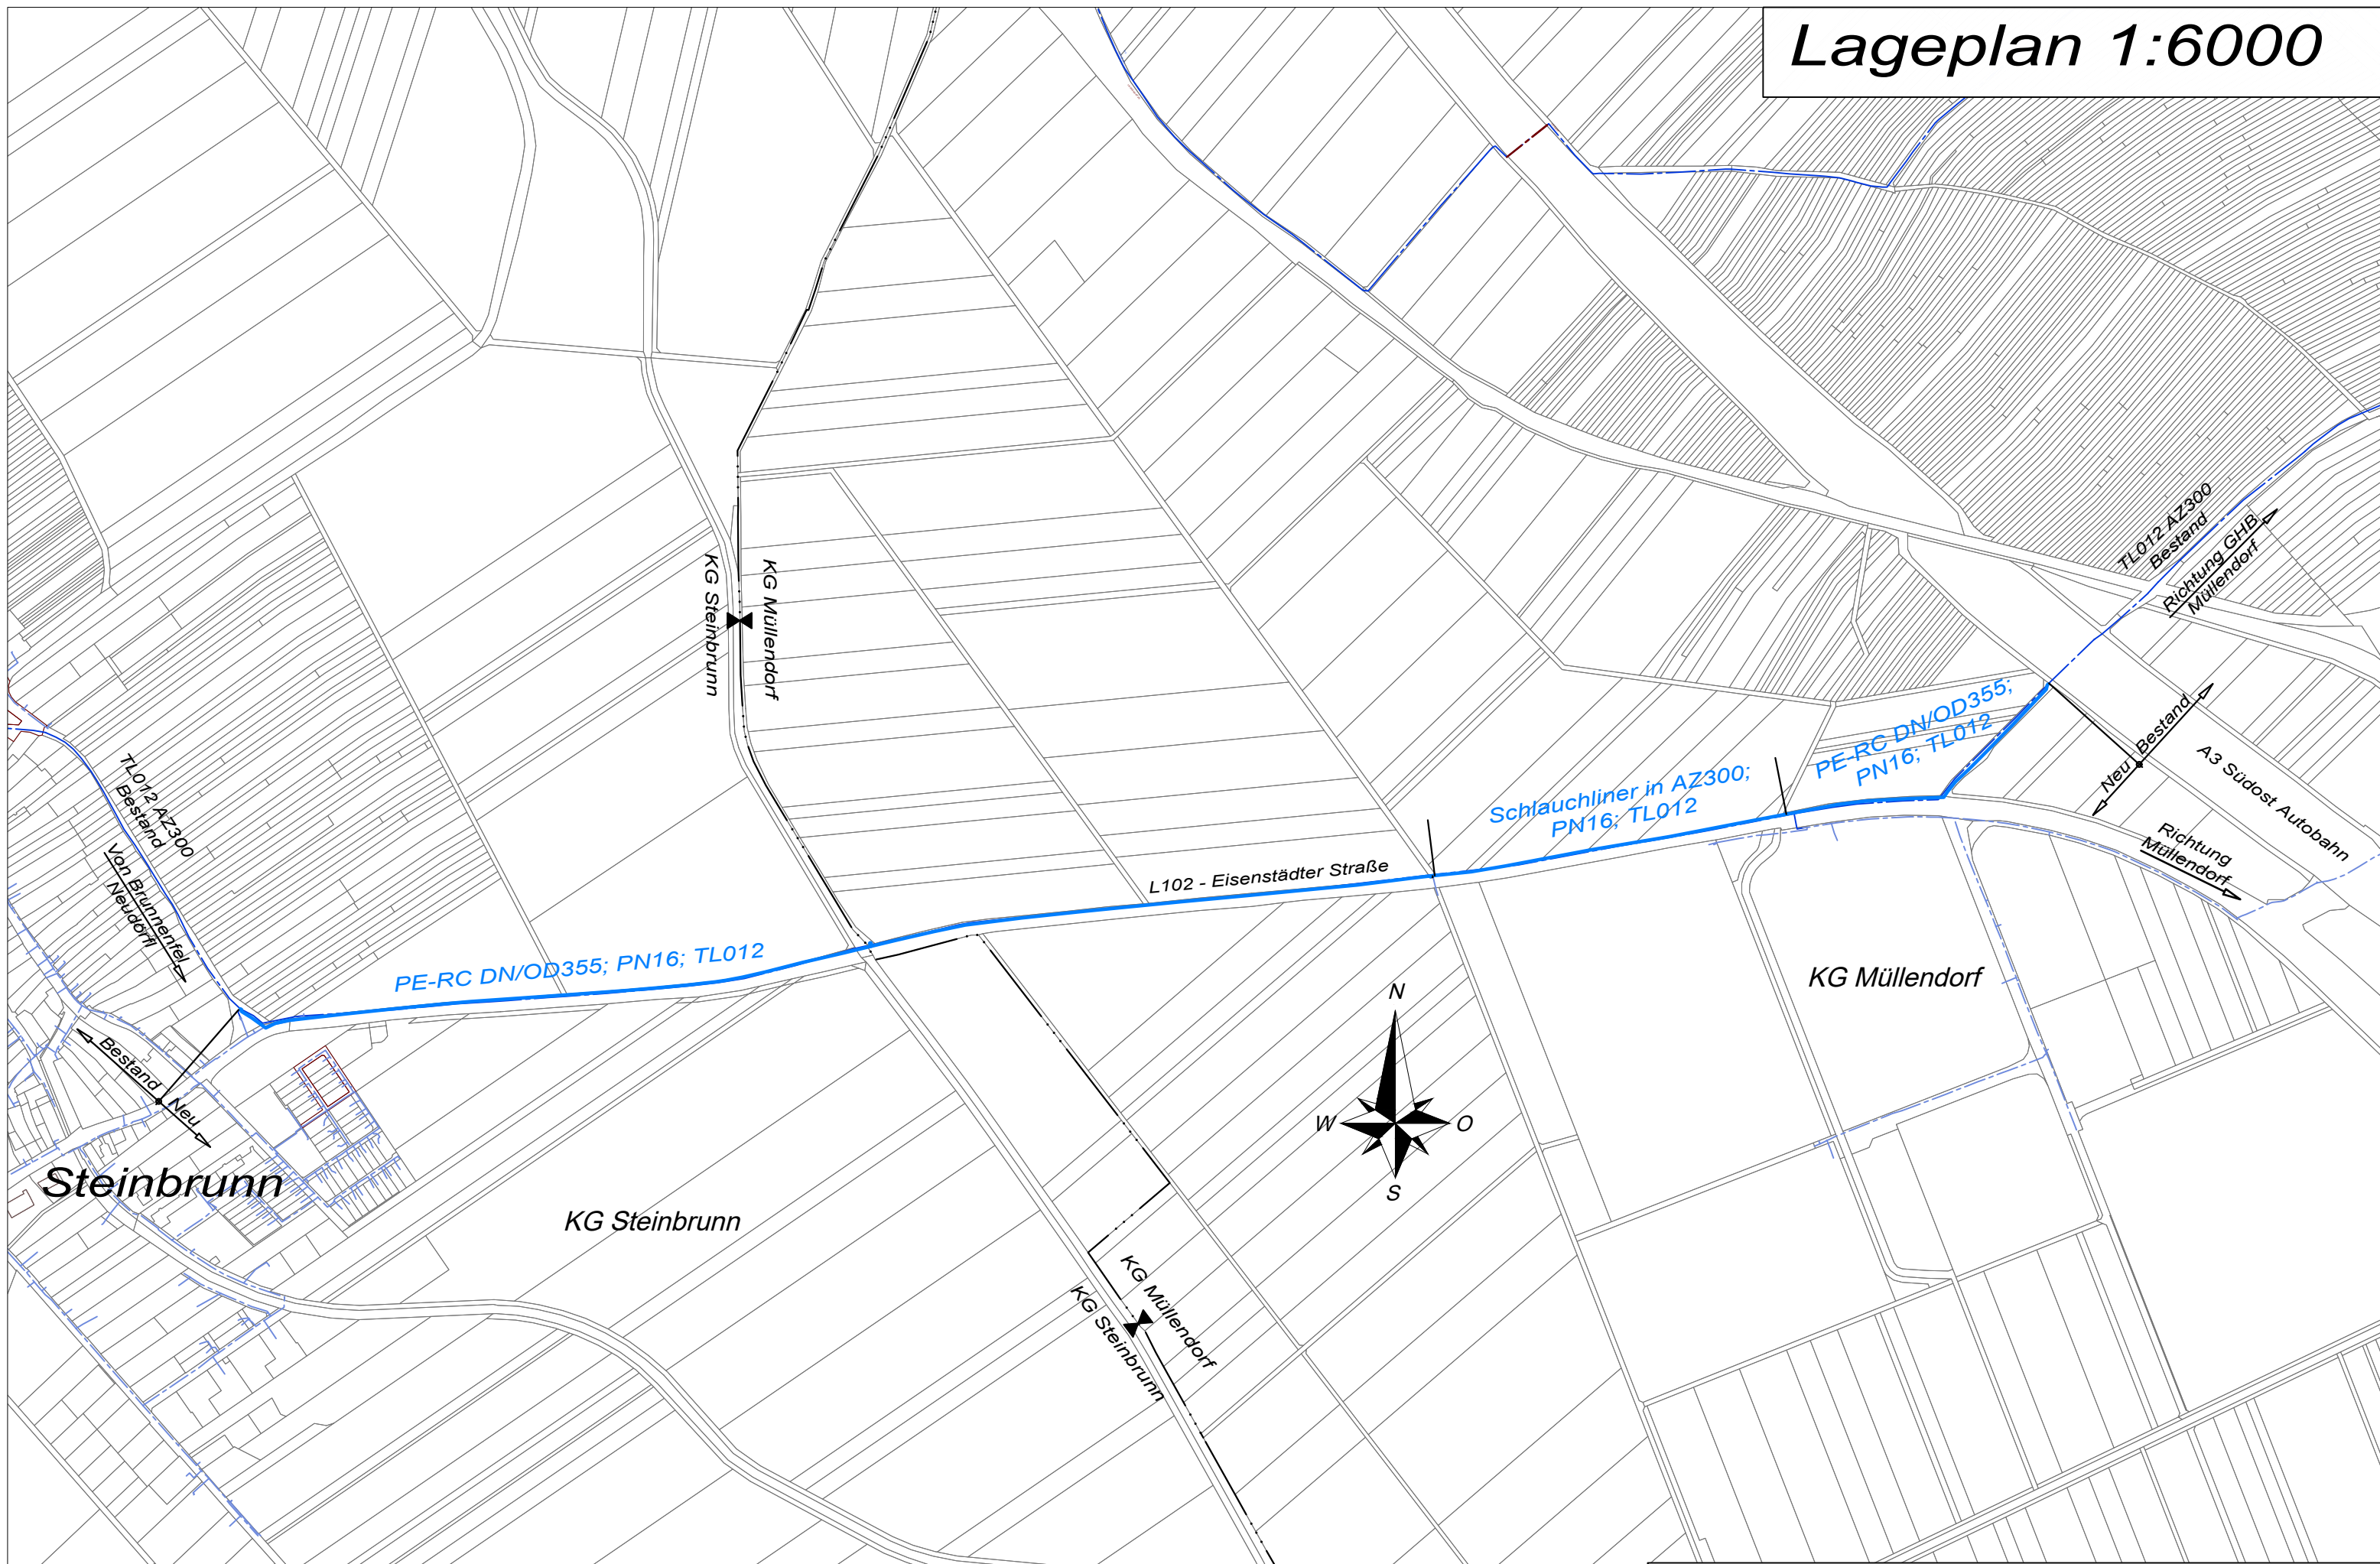 Lageplan 1:6000
TL012 AZ300
Bestand
Richtung GHB
Müllendorf
KG Steinbrunn
KG Müllendorf
PE-RC DN/OD355;
PN16; TL012
Bestand
Neu
A3 Südost Autobahn
Schlauchliner in AZ300;
PN16; TL012
TL012 AZ300
Bestand
Von Brunnenfel
Neudörfl
Richtung
Müllendorf
L102 - Eisenstädter Straße
PE-RC DN/OD355; PN16; TL012
KG Müllendorf
N
W
O
S
Bestand
Neu
Steinbrunn
KG Steinbrunn
KG Müllendorf
KG Steinbrunn